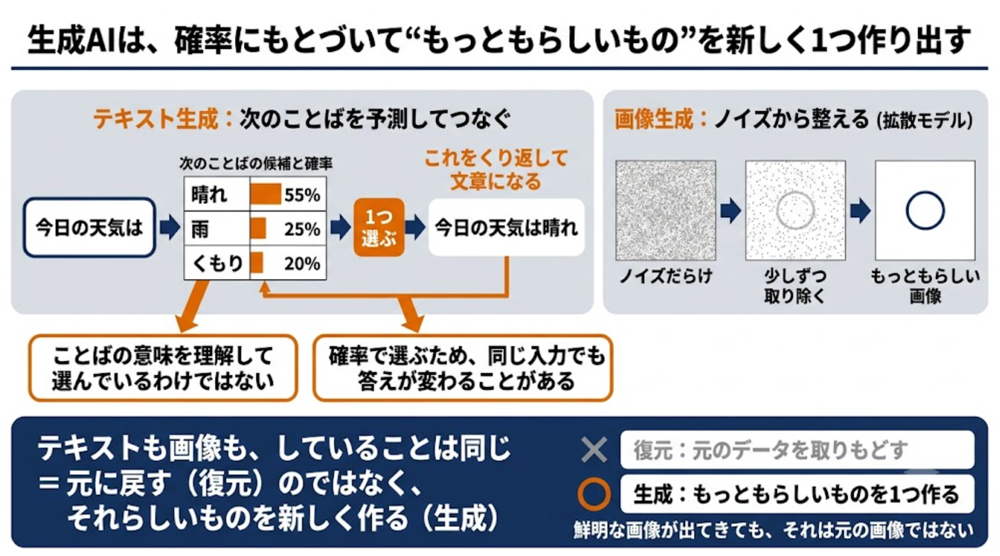 生成AIは、確率にもとづいて“もっともらしいもの”を新しく1つ作り出す
テキスト生成：次のことばを予測してつなぐ
次のことばの候補と確率
今日の天気は
晴れ 55%
雨 25%
くもり 20%
1つ
選ぶ
これをくり返して
文章になる
今日の天気は晴れ
ことばの意味を理解して
選んでいるわけではない
確率で選ぶため、同じ入力でも
答えが変わることがある
画像生成：ノイズから整える (拡散モデル)
ノイズだらけ
少しずつ
取り除く
もっともらしい
画像
テキストも画像も、していることは同じ
＝ 元に戻す（復元）のではなく、
それらしいものを新しく作る（生成）
✕ 復元：元のデータを取りもどす
○ 生成：もっともらしいものを1つ作る
鮮明な画像が出てきても、それは元の画像ではない